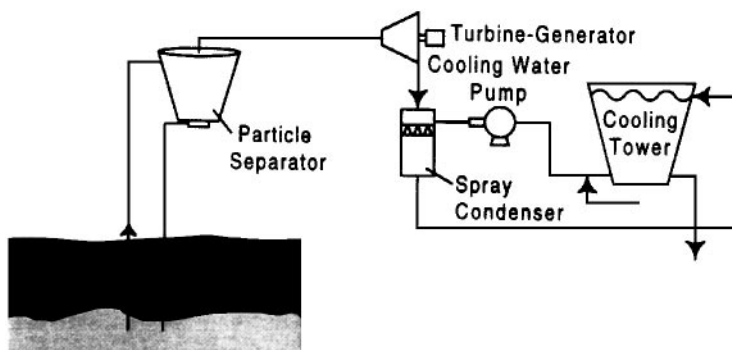 Turbine-Generator
Cooling Water
Pump
Particle
Separator
Cooling
Tower
Spray
Condenser